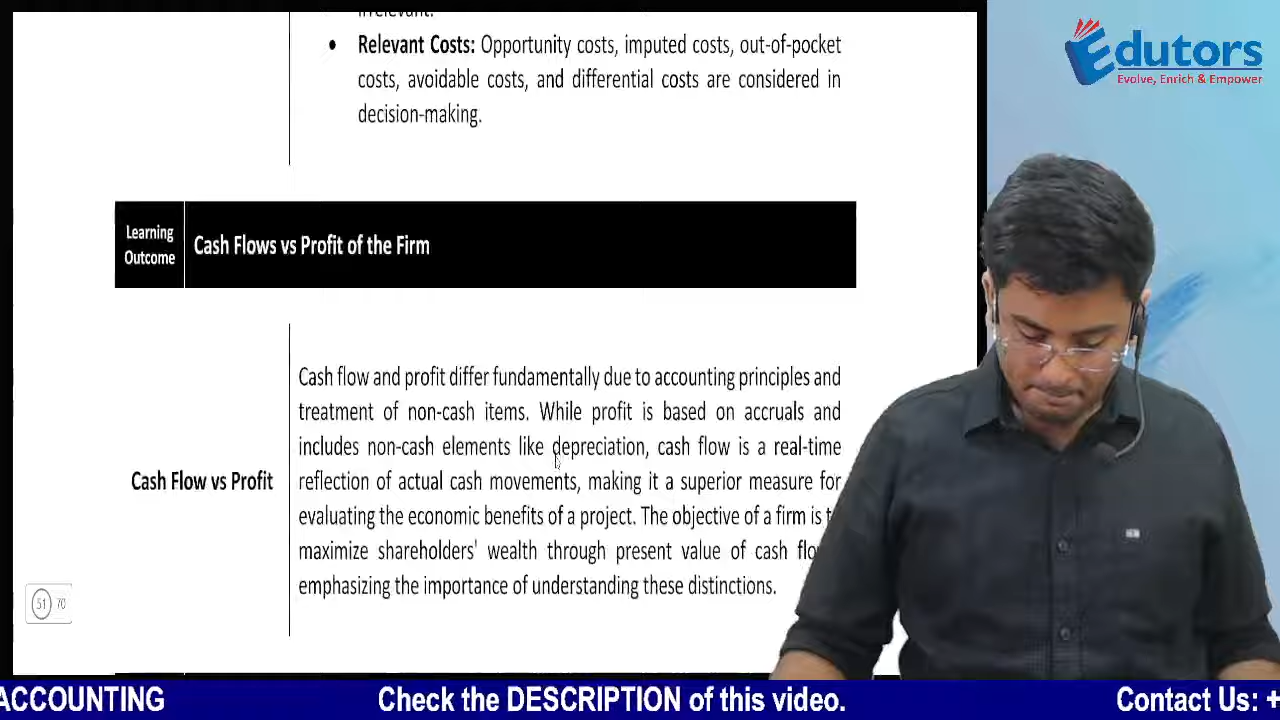 irrelevant.
• Relevant Costs: Opportunity costs, imputed costs, out-of-pocket
costs, avoidable costs, and differential costs are considered in
decision-making.
Edutors
Evolve, Enrich & Empower
Learning
Outcome
Cash Flows vs Profit of the Firm
Cash Flow vs Profit
Cash flow and profit differ fundamentally due to accounting principles and
treatment of non-cash items. While profit is based on accruals and
includes non-cash elements like depreciation, cash flow is a real-time
reflection of actual cash movements, making it a superior measure for
evaluating the economic benefits of a project. The objective of a firm is t
maximize shareholders' wealth through present value of cash flo
emphasizing the importance of understanding these distinctions.
51 70
ACCOUNTING
Check the DESCRIPTION of this video.
Contact Us: +